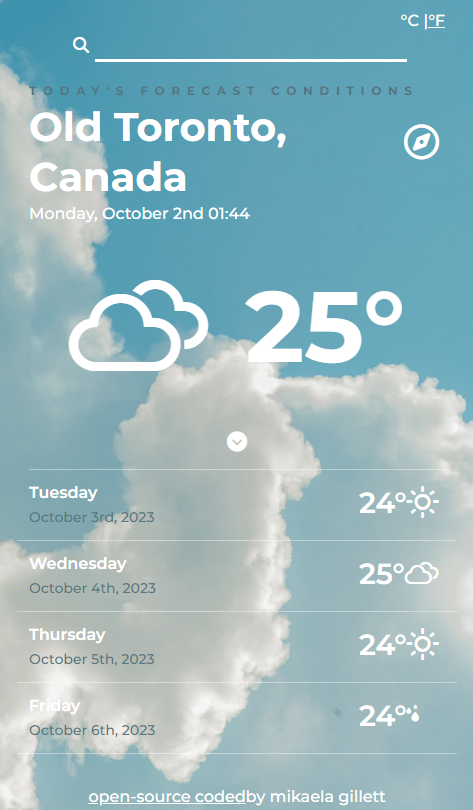 °C |°F
TODAY'S FORECAST CONDITIONS
Old Toronto,
Canada
Monday, October 2nd 01:44
25°
Tuesday
October 3rd, 2023
24°
Wednesday
October 4th, 2023
25°
Thursday
October 5th, 2023
24°
Friday
October 6th, 2023
24°
open-source codedby mikaela gillett